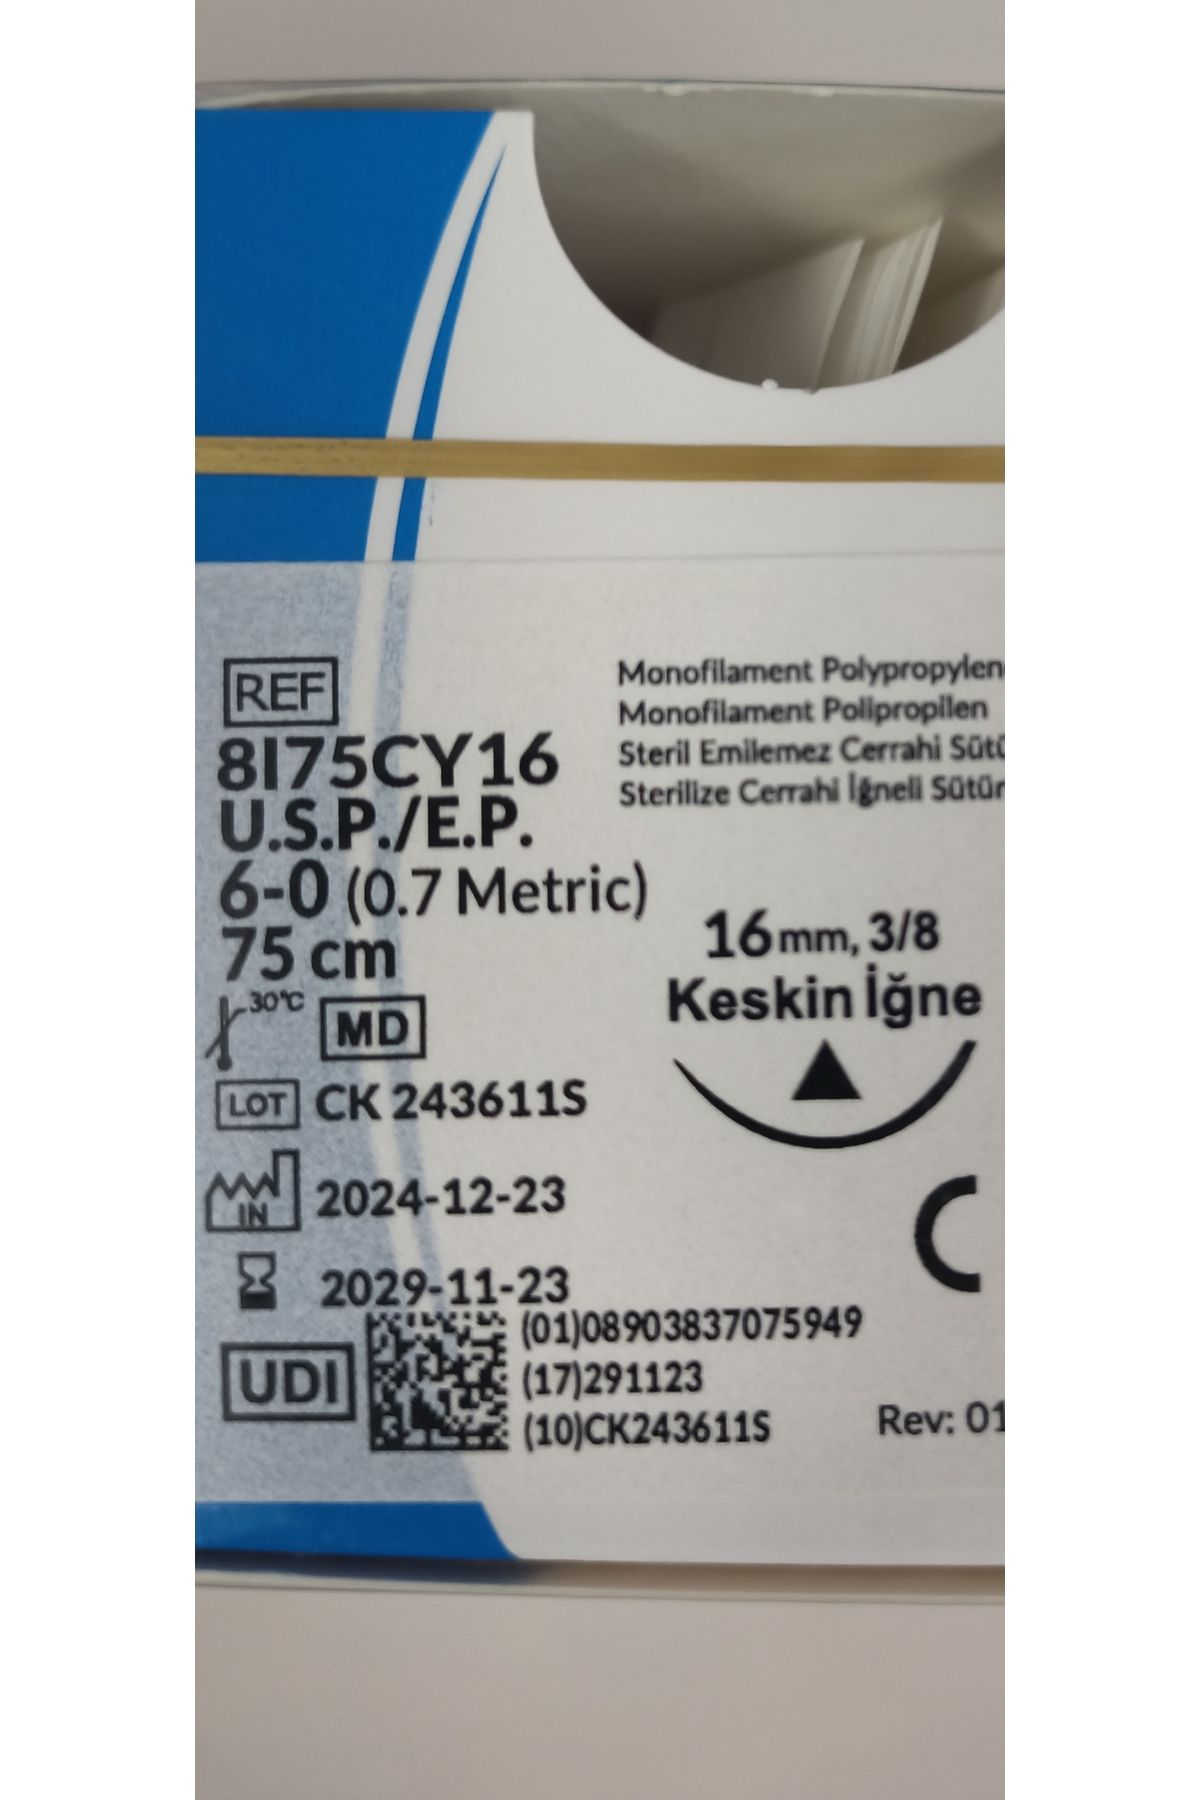 REF
8I75CY16
U.S.P./E.P.
6-0 (0.7 Metric)
75 cm
30°C
MD
LOT CK 243611S
IN 2024-12-23
2029-11-23
UDI
(01)08903837075949
(17)291123
(10)CK243611S
Monofilament Polypropylen
Monofilament Polipropilen
Steril Emilemez Cerrahi
Sterilize Cerrahi İğneli Sütür
16mm, 3/8
Keskin İğne
Rev: 01